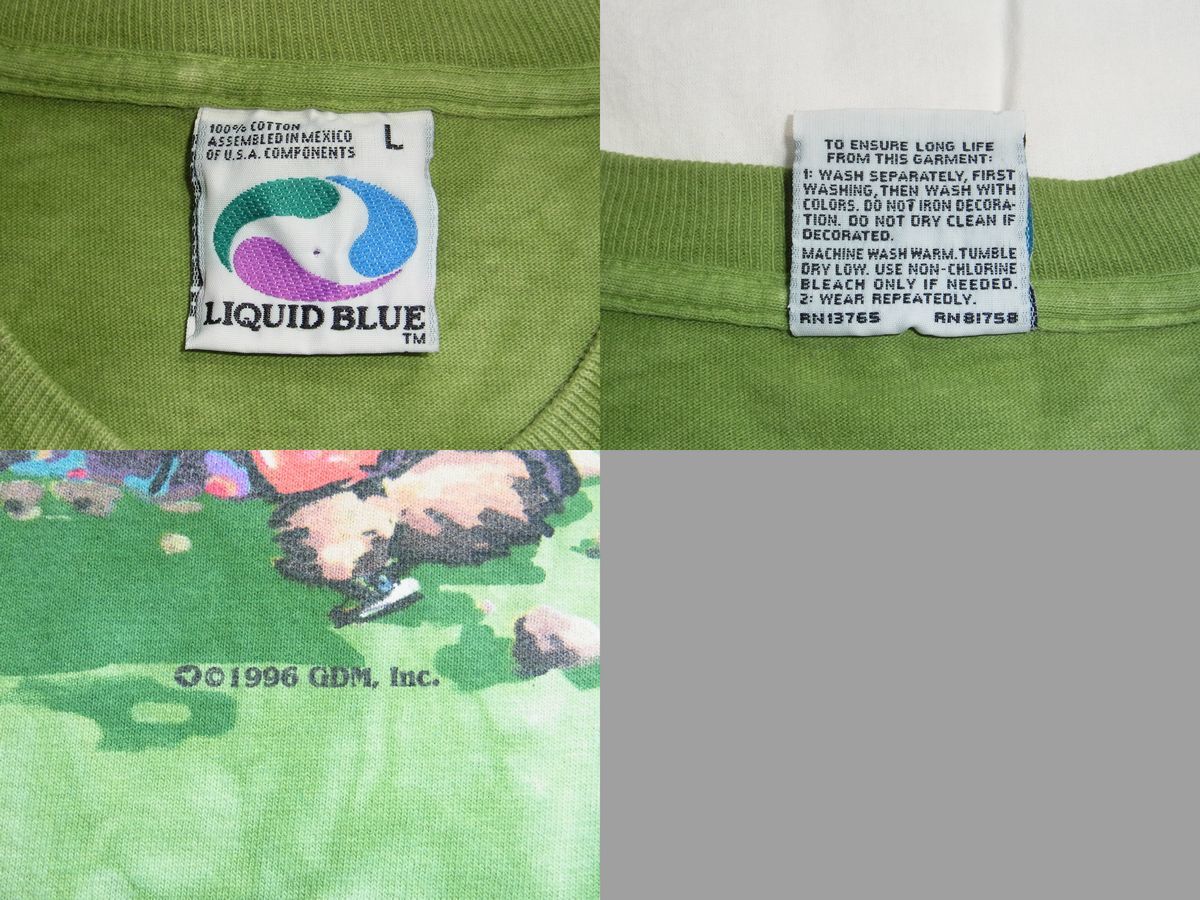 100% COTTON
ASSEMBLED IN MEXICO
OF U.S.A. COMPONENTS
L
LIQUID BLUE
TM
TO ENSURE LONG LIFE
FROM THIS GARMENT:
1: WASH SEPARATELY, FIRST
WASHING, THEN WASH WITH
COLORS. DO NOT IRON DECORA-
TION. DO NOT DRY CLEAN IF
DECORATED.
MACHINE WASH WARM. TUMBLE
DRY LOW. USE NON-CHLORINE
BLEACH ONLY IF NEEDED.
2: WEAR REPEATEDLY.
RN13765 RN81758
©1996 GDM, Inc.